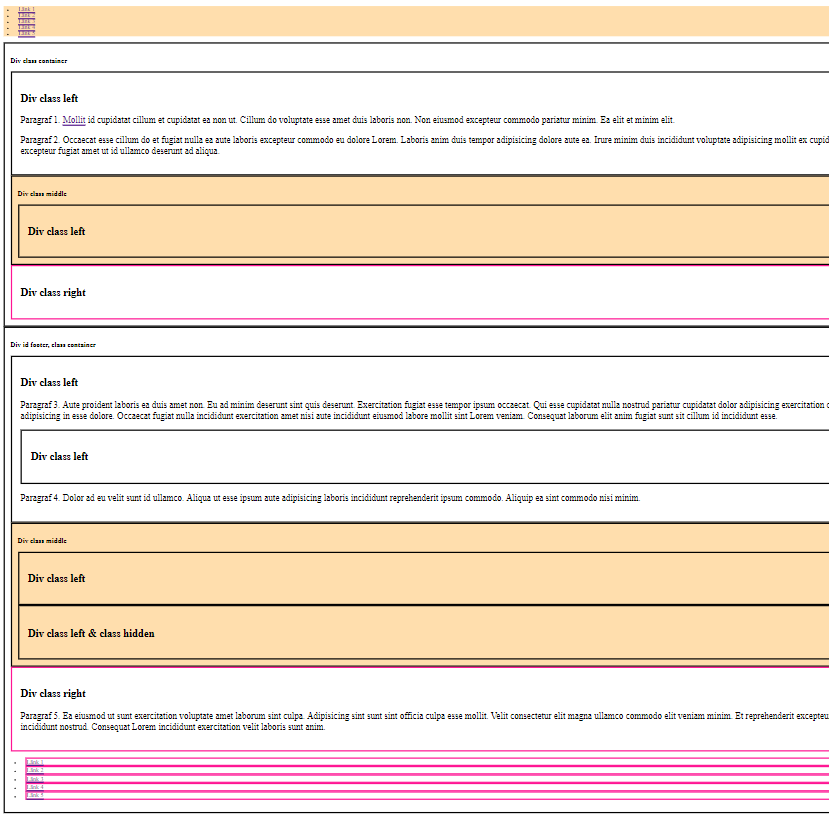 Link 1
Link 2
Link 3
Link 4
Link 5
Div class container
Div class left
Paragraf 1. Mollit id cupidatat cillum et cupidatat ea non ut. Cillum do voluptate esse amet duis laboris non. Non eiusmod excepteur commodo pariatur minim. Ea elit et minim elit.
Paragraf 2. Occaecat esse cillum do et fugiat nulla ea aute laboris excepteur commodo eu dolore Lorem. Laboris anim duis tempor adipisicing dolore aute ea. Irure minim duis incididunt voluptate adipisicing mollit ex cupid
excepteur fugiat amet ut id ullamco deserunt ad aliqua.
Div class middle
Div class left
Div class right
Div id footer, class container
Div class left
Paragraf 3. Aute proident laboris ea duis amet non. Eu ad minim deserunt sint quis deserunt. Exercitation fugiat esse tempor ipsum occaecat. Qui esse cupidatat nulla nostrud pariatur cupidatat dolor adipisicing exercitation
adipisicing in esse dolore. Occaecat fugiat nulla incididunt exercitation amet nisi aute incididunt eiusmod labore mollit sint Lorem veniam. Consequat laborum elit anim fugiat sunt sit cillum id incididunt esse.
Div class left
Paragraf 4. Dolor ad eu velit sunt id ullamco. Aliqua ut esse ipsum aute adipisicing laboris incididunt reprehenderit ipsum commodo. Aliquip ea sint commodo nisi minim.
Div class middle
Div class left
Div class left & class hidden
Div class right
Paragraf 5. Ea eiusmod ut sunt exercitation voluptate amet laborum sint culpa. Adipisicing sint sunt sint officia culpa esse mollit. Velit consectetur elit magna ullamco commodo elit veniam minim. Et reprehenderit excepteu
incididunt nostrud. Consequat Lorem incididunt exercitation velit laboris sunt anim.
Link 1
Link 2
Link 3
Link 4
Link 5